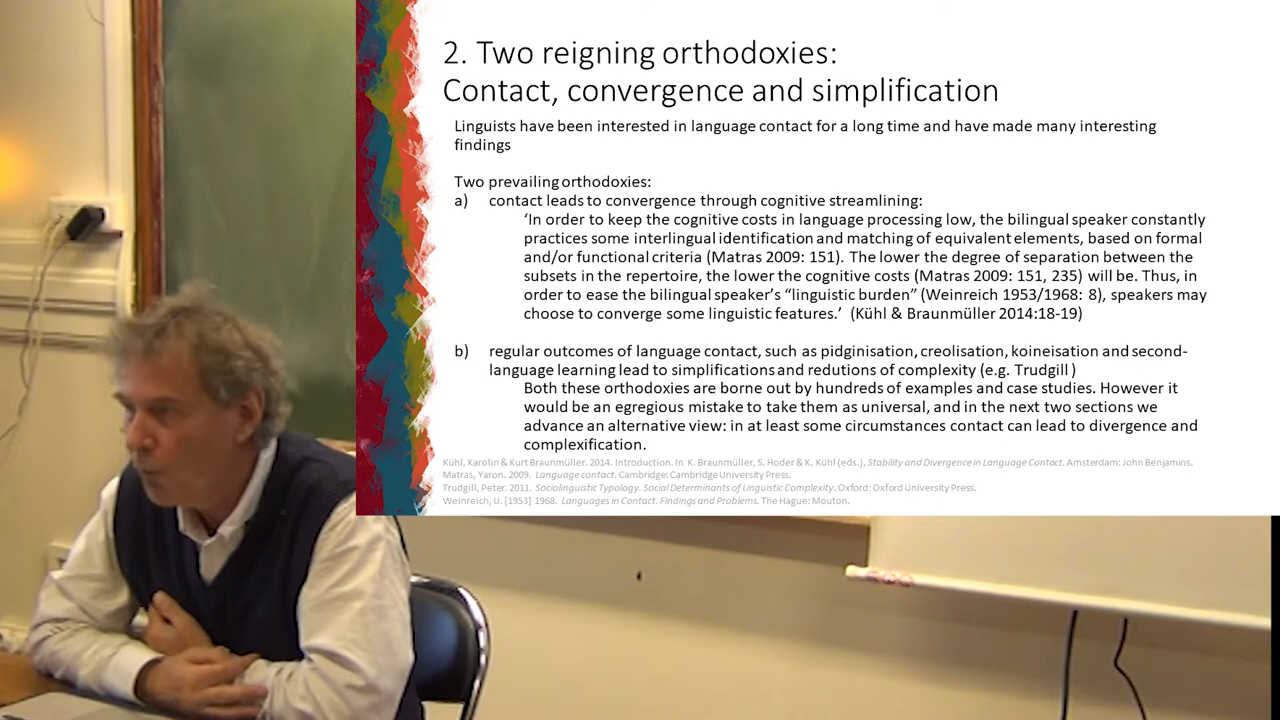 2. Two reigning orthodoxies:
Contact, convergence and simplification
Linguists have been interested in language contact for a long time and have made many interesting
findings
Two prevailing orthodoxies:
a) contact leads to convergence through cognitive streamlining:
‘In order to keep the cognitive costs in language processing low, the bilingual speaker constantly
practices some interlingual identification and matching of equivalent elements, based on formal
and/or functional criteria (Matras 2009: 151). The lower the degree of separation between the
subsets in the repertoire, the lower the cognitive costs (Matras 2009: 151, 235) will be. Thus, in
order to ease the bilingual speaker’s “linguistic burden” (Weinreich 1953/1968: 8), speakers may
choose to converge some linguistic features.’ (Kühl & Braunmüller 2014:18-19)
b) regular outcomes of language contact, such as pidginisation, creolisation, koineisation and second-
language learning lead to simplifications and redutions of complexity (e.g. Trudgill )
Both these orthodoxies are borne out by hundreds of examples and case studies. However it
would be an egregious mistake to take them as universal, and in the next two sections we
advance an alternative view: in at least some circumstances contact can lead to divergence and
complexification.
Kühl, Karolin & Kurt Braunmüller. 2014. Introduction. In K. Braunmüller, S. Hoder & K. Kühl (eds.), Stability and Divergence in Language Contact. Amsterdam: John Benjamins.
Matras, Yaron. 2009. Language contact. Cambridge: Cambridge University Press.
Trudgill, Peter. 2011. Sociolinguistic Typology. Social Determinants of Linguistic Complexity. Oxford: Oxford University Press.
Weinreich, U. [1953] 1968. Languages in Contact. Findings and Problems. The Hague: Mouton.